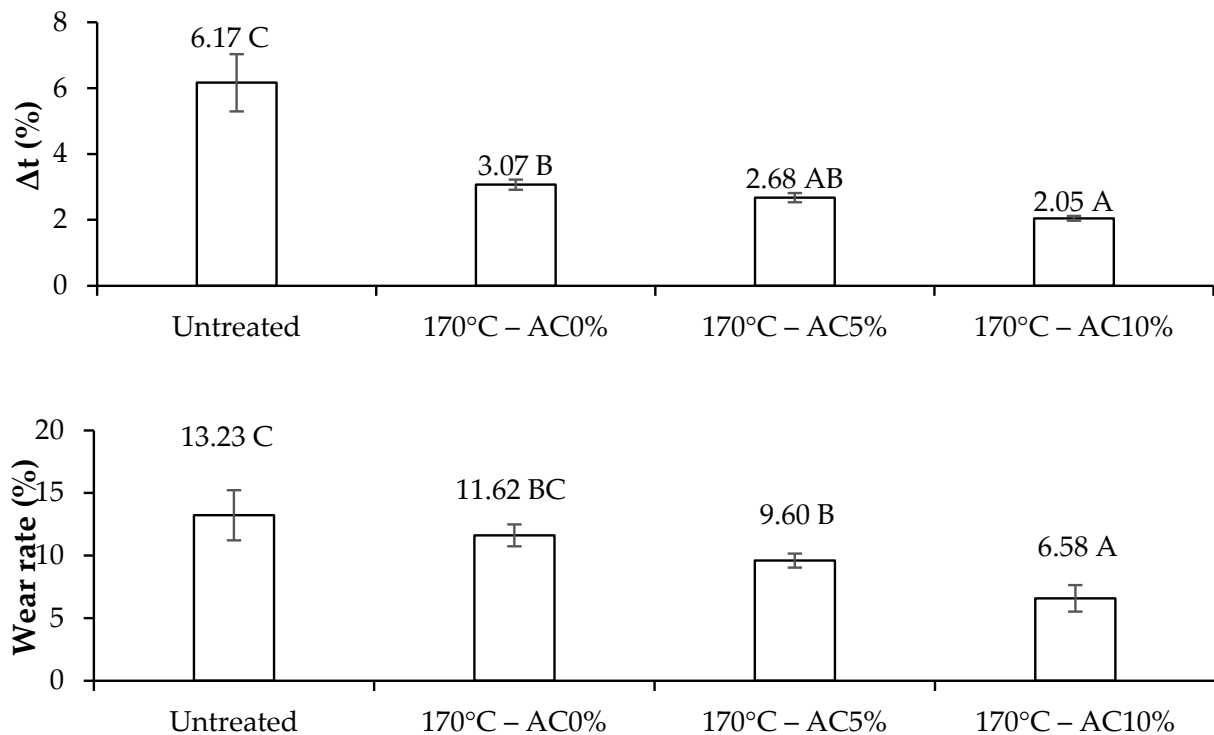 8
6
4
2
0
Δt (%)
6.17 C
3.07 B
2.68 AB
2.05 A
Untreated
170°C – AC0%
170°C – AC5%
170°C – AC10%
20
15
10
5
0
Wear rate (%)
13.23 C
11.62 BC
9.60 B
6.58 A
Untreated
170°C – AC0%
170°C – AC5%
170°C – AC10%